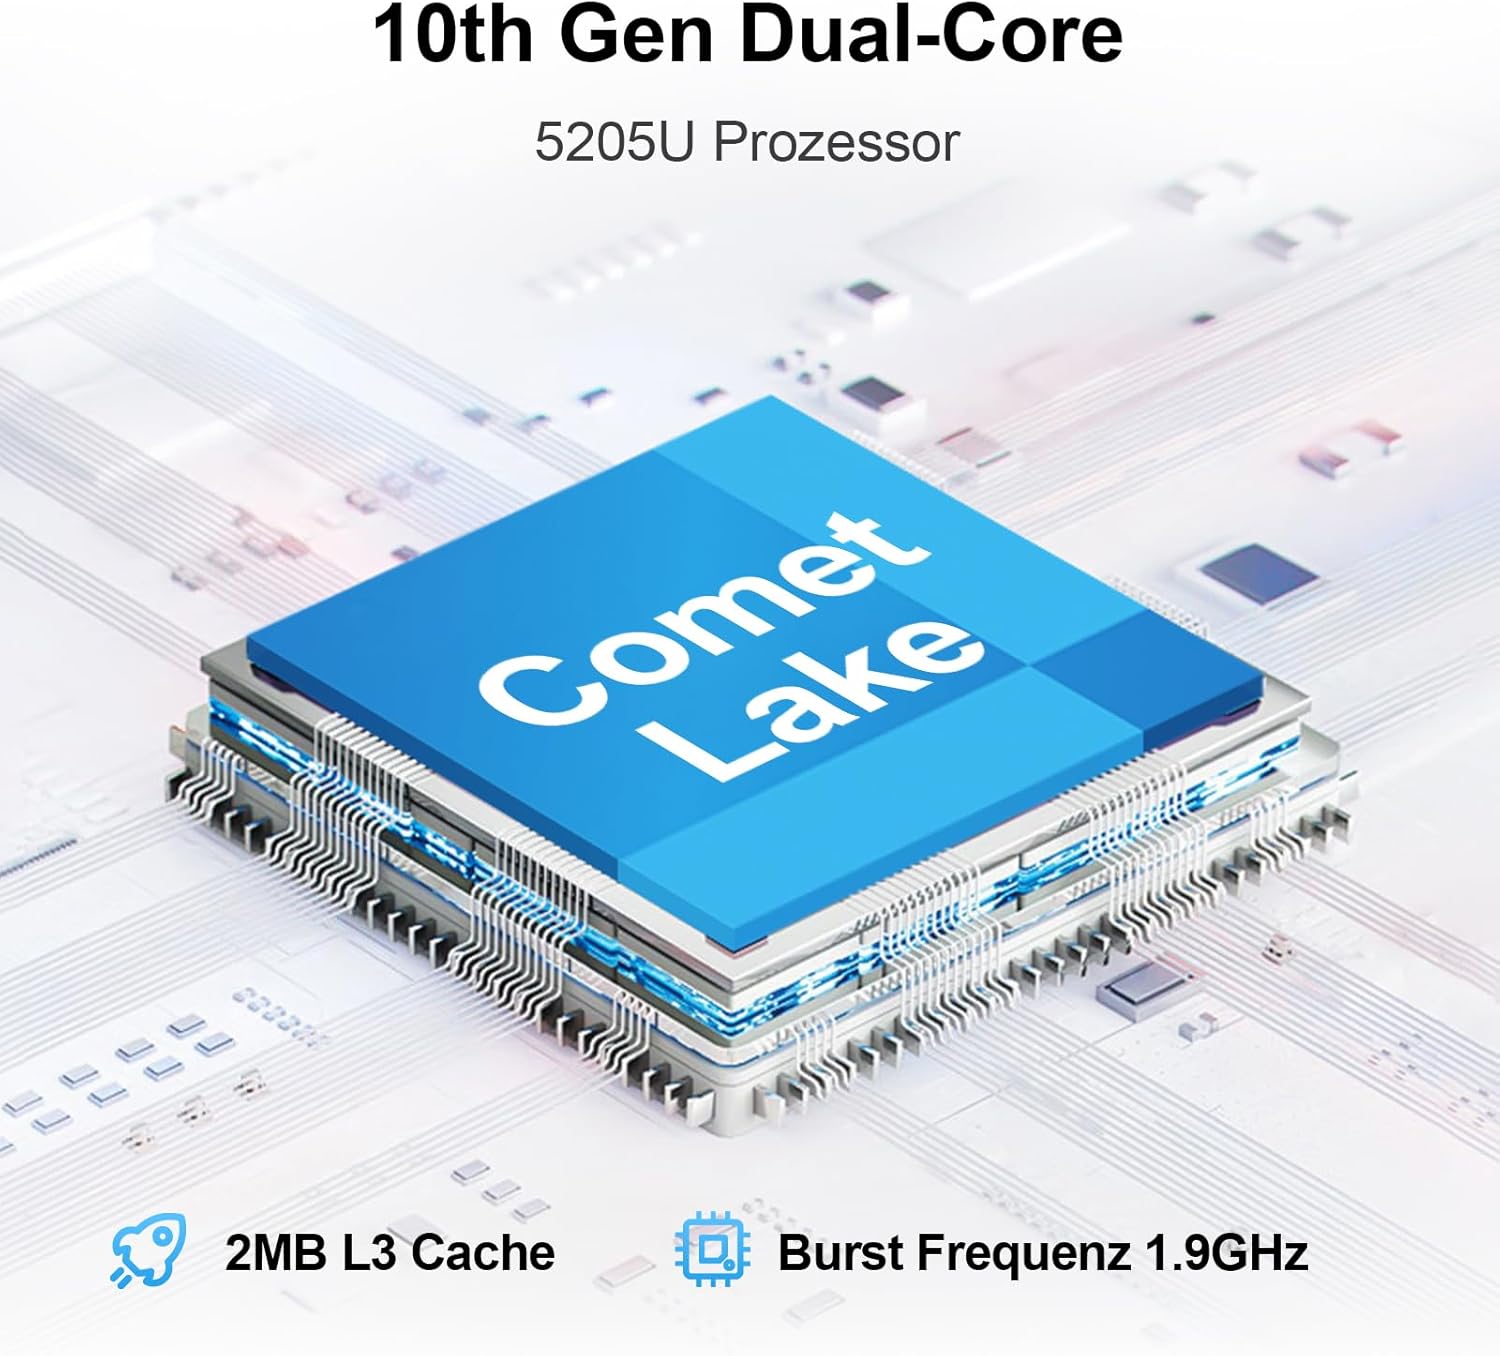 10th Gen Dual-Core
5205U Prozessor
Comet
Lake
2MB L3 Cache
Burst Frequenz 1.9GHz